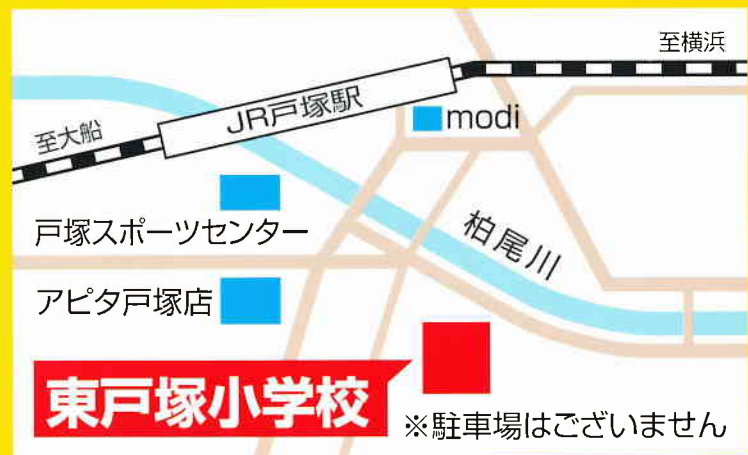 至横浜
JR戸塚駅
modi
至大船
柏尾川
戸塚スポーツセンター
アピタ戸塚店
東戸塚小学校
※駐車場はございません